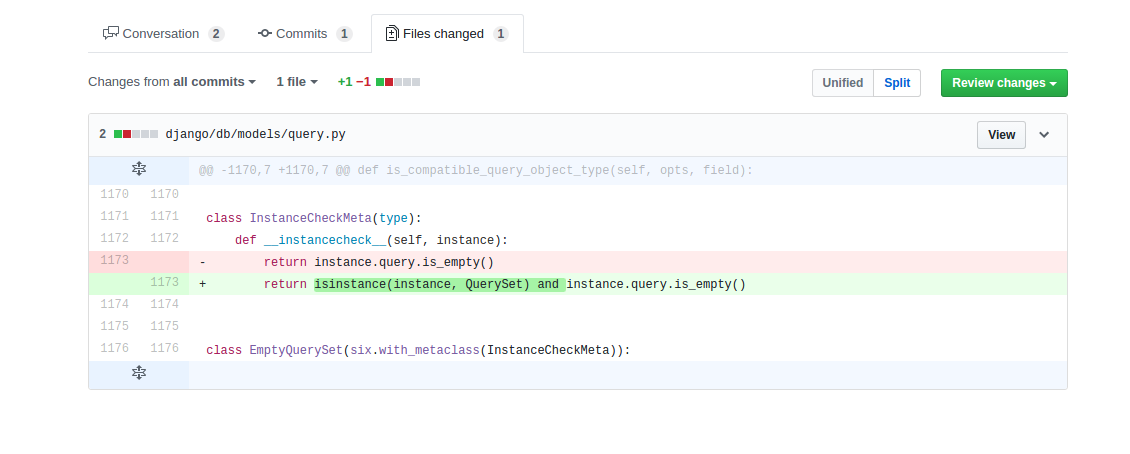 Conversation 2 Commits 1 Files changed 1
Changes from all commits 1 file +1 −1 Unified Split Review changes
2 django/db/models/query.py View
@@ -1170,7 +1170,7 @@ def is_compatible_query_object_type(self, opts, field):
1170 1170
1171 1171 class InstanceCheckMeta(type):
1172 1172 def __instancecheck__(self, instance):
1173 - return instance.query.is_empty()
1173 + return isinstance(instance, QuerySet) and instance.query.is_empty()
1174 1174
1175 1175
1176 1176 class EmptyQuerySet(six.with_metaclass(InstanceCheckMeta)):